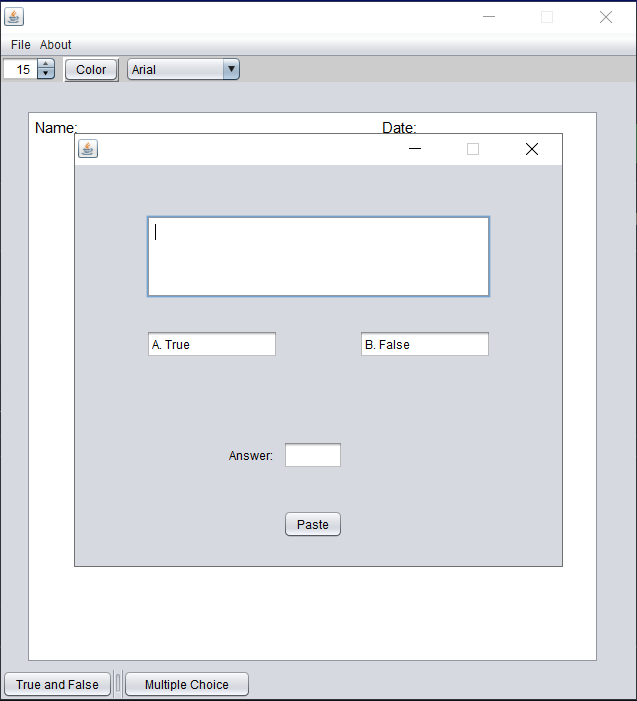 File About
15 Color Arial
Name: Date:
A. True B. False
Answer:
Paste
True and False Multiple Choice